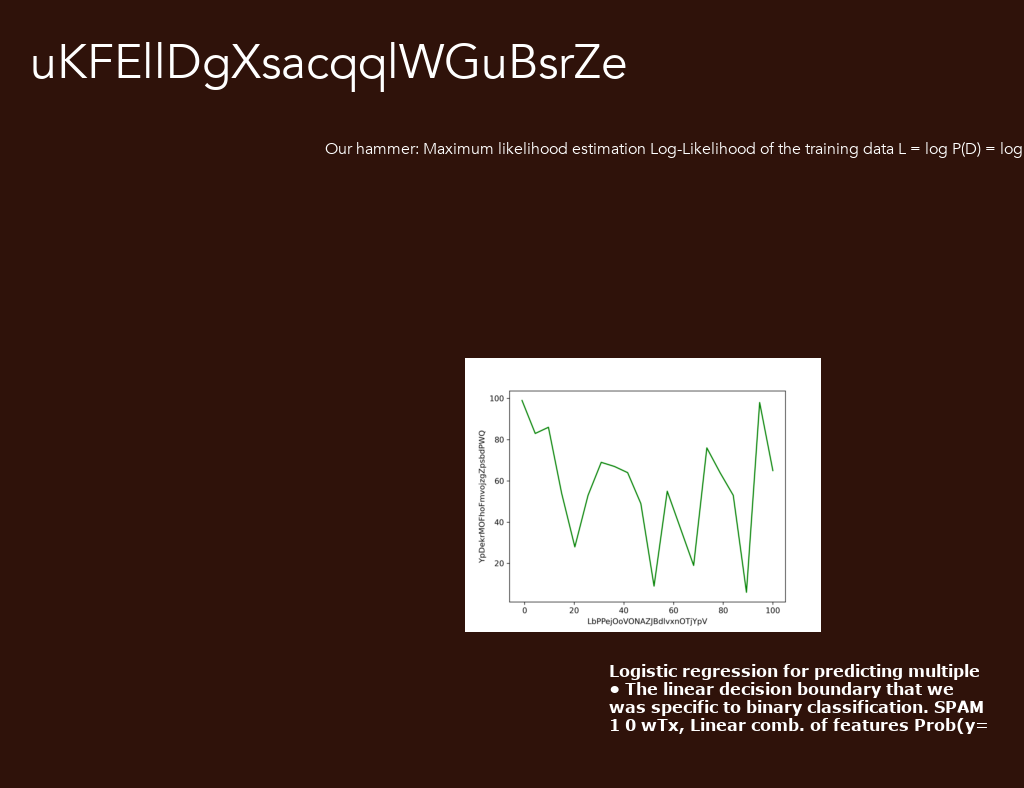 uKFEllDgXsacqqlWGuBsrZe
Our hammer: Maximum likelihood estimation Log-Likelihood of the training data L = log P(D) = log
100
80
60
40
20
YpDekrMOFhoFmvojzgZpsbdPWQ
0 20 40 60 80 100
LbPPejOoVONAZJBdlvxnOTjYpV
Logistic regression for predicting multiple
• The linear decision boundary that we
was specific to binary classification. SPAM
1 0 wTx, Linear comb. of features Prob(y=